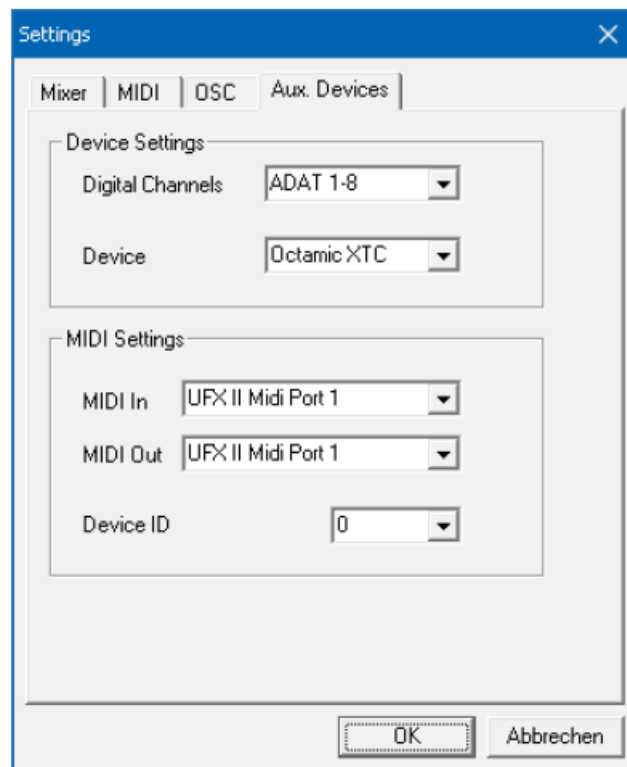 Settings
Mixer MIDI OSC Aux. Devices
Device Settings
Digital Channels ADAT 1-8
Device Octamic XTC
MIDI Settings
MIDI In UFX II Midi Port 1
MIDI Out UFX II Midi Port 1
Device ID 0
OK Abbrechen